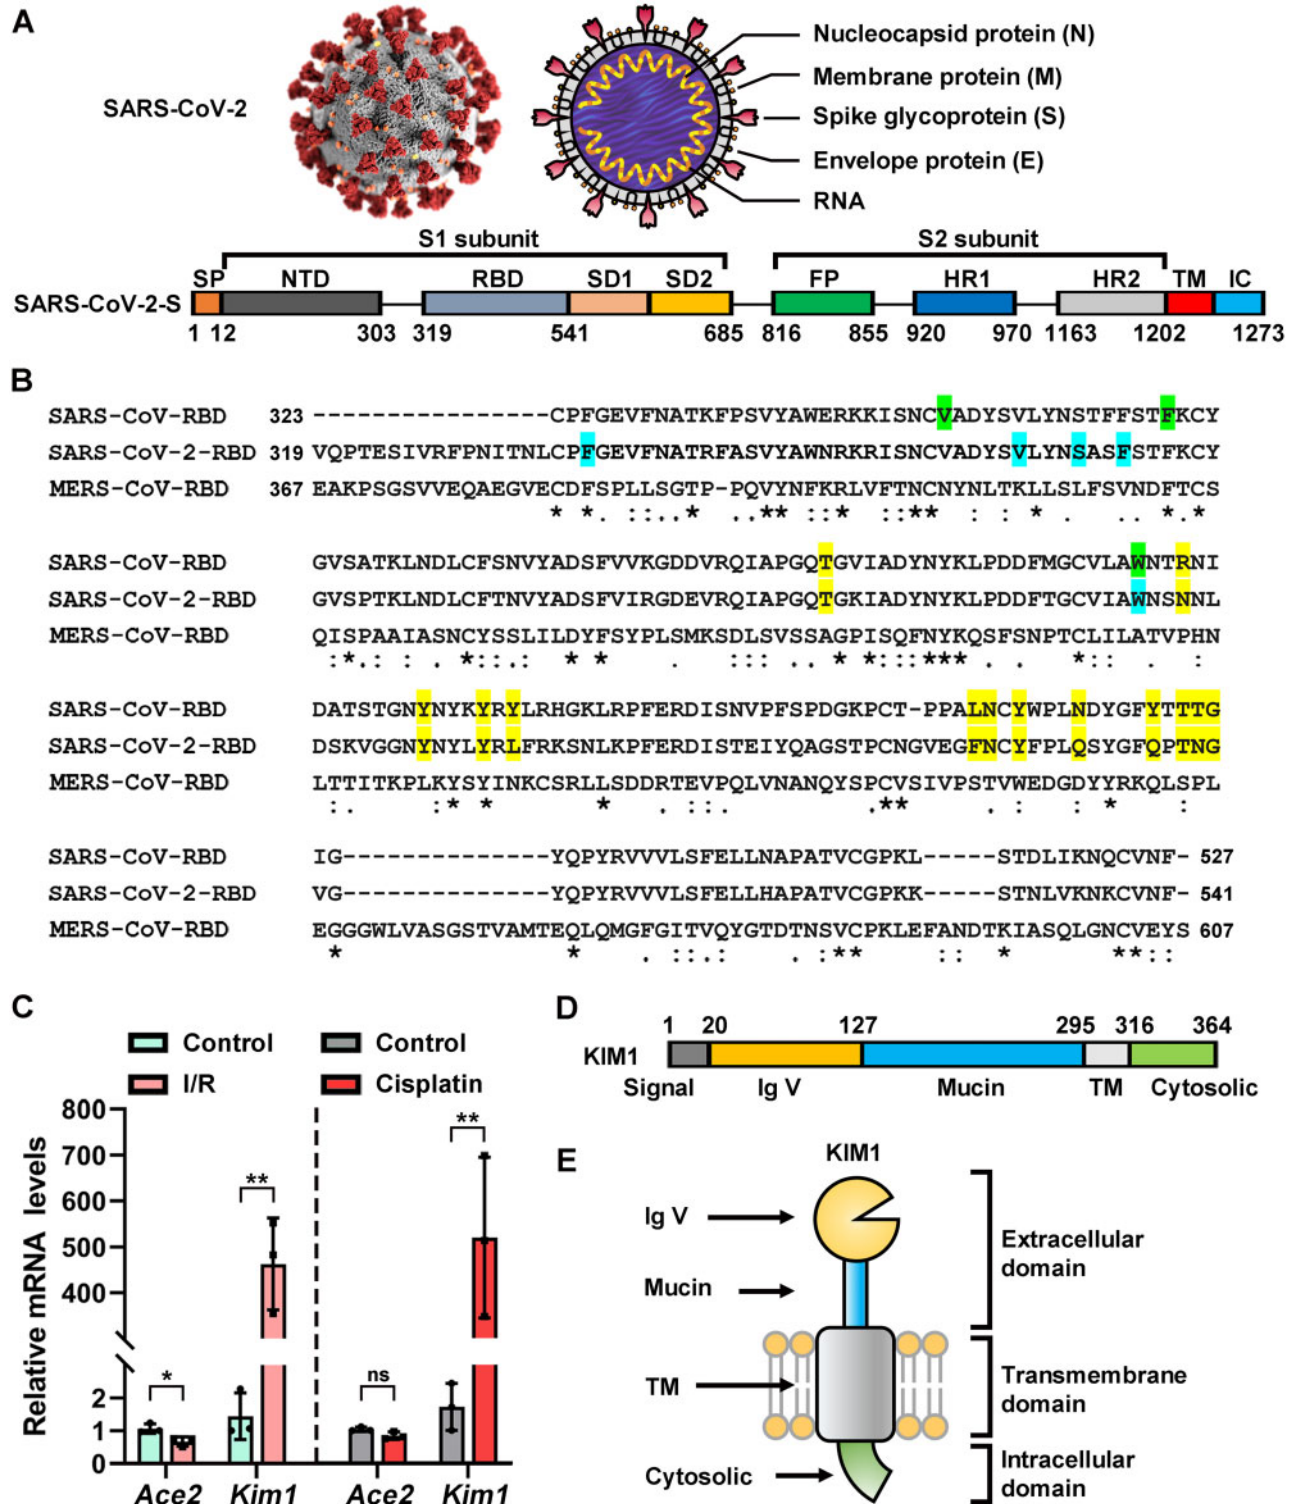 A
SARS-CoV-2
Nucleocapsid protein (N)
Membrane protein (M)
Spike glycoprotein (S)
Envelope protein (E)
RNA
S1 subunit S2 subunit
SP NTD RBD SD1 SD2 FP HR1 HR2 TM IC
SARS-CoV-2-S
1 12 303 319 541 685 816 855 920 970 1163 1202 1273
B
SARS-CoV-RBD 323 ----------------CPFGEVFNATKFPSVYAWERKKISNCVADYSVLYNSTFFSTFKCY
SARS-CoV-2-RBD 319 VQPTESIVRFPNITNLCPFGEVFNATRFASVYAWNRKRISNCVADYSVLYNSASFSTFKCY
MERS-CoV-RBD 367 EAKPSGSVVEQAEGVECDFSPLLSGTP-PQVYNFKRLVFTNCNYNLTKLLSLFSVNDFTCS
* *. ::..* ..**::* ::** : : * . .. *.*
SARS-CoV-RBD GVSATKLNDLCFSNVYADSFVVKGDDVRQIAPGQTGVIADYNYKLPDDFMGCVLAWNTRNI
SARS-CoV-2-RBD GVSPTKLNDLCFTNVYADSFVIRGDEVRQIAPGQTGKIADYNYKLPDDFTGCVIAWNSNNL
MERS-CoV-RBD QISPAAIASNCYSSLILDYFSYPLSMKSDLSVSSAGPISQFNYKQSFSNPTCLILATVPHN
:*.: : . *::.: * * . ::: .. * *:::*** . . *:: . :
SARS-CoV-RBD DATSTGNYNYKYRYLRHGKLRPFERDISNVPFSPDGKPCT-PPALNCYWPLNDYGFYTTTG
SARS-CoV-2-RBD DSKVGGNYNYLYRLFRKSNLKPFERDISTEIYQAGSTPCNGVEGFNCYFPLQSYGFQPTNG
MERS-CoV-RBD LTTITKPLKYSYINKCSRLLSDDRTEVPQLVNANQYSPCVSIVPSTVWEDGDYYRKQLSPL
:. :* * * .::. .** . : : * :
SARS-CoV-RBD IG--------------YQPYRVVVLSFELLNAPATVCGPKL-----STDLIKNQCVNF- 527
SARS-CoV-2-RBD VG--------------YQPYRVVVLSFELLHAPATVCGPKK-----STNLVKNKCVNF- 541
MERS-CoV-RBD EGGGWLVASGSTVAMTEQLQMGFGITVQYGTDTNSVCPKLEFANDTKIASQLGNCVEYS 607
* * . ::: . :** :: * **::
C
Control Control
I/R Cisplatin
Relative mRNA levels
800
700
600
500
400
2
1
0
* ** ns **
Ace2 Kim1 Ace2 Kim1
D
1 20 127 295 316 364
KIM1
Signal Ig V Mucin TM Cytosolic
E
KIM1
Ig V
Mucin
TM
Cytosolic
Extracellular
domain
Transmembrane
domain
Intracellular
domain